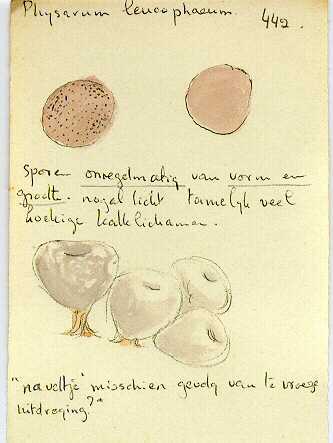 Physarum leucophaeum. 442.
Sporen onregelmatig van vorm en
grootte. nogal licht tamelijk veel
hoekige kalklichamen.
"naveltje" misschien gevolg van te vroege
uitdroging?"